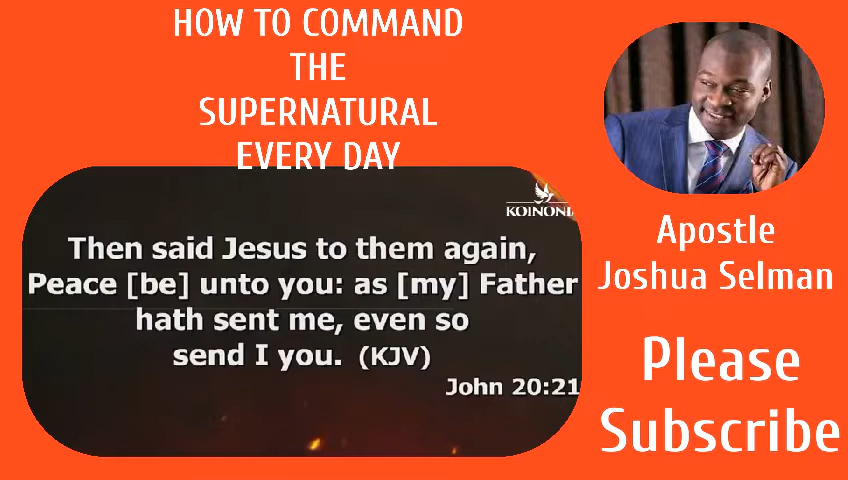 HOW TO COMMAND
THE
SUPERNATURAL
EVERY DAY
KOINONI
Then said Jesus to them again,
Peace [be] unto you: as [my] Father
hath sent me, even so
send I you. (KJV)
John 20:21
Apostle
Joshua Selman
Please
Subscribe